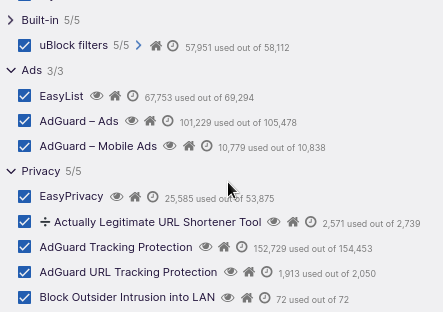 Built-in 5/5
uBlock filters 5/5 57,951 used out of 58,112
Ads 3/3
EasyList 67,753 used out of 69,294
AdGuard – Ads 101,229 used out of 105,478
AdGuard – Mobile Ads 10,779 used out of 10,838
Privacy 5/5
EasyPrivacy 25,585 used out of 53,875
➗ Actually Legitimate URL Shortener Tool 2,571 used out of 2,739
AdGuard Tracking Protection 152,729 used out of 154,453
AdGuard URL Tracking Protection 1,913 used out of 2,050
Block Outsider Intrusion into LAN 72 used out of 72